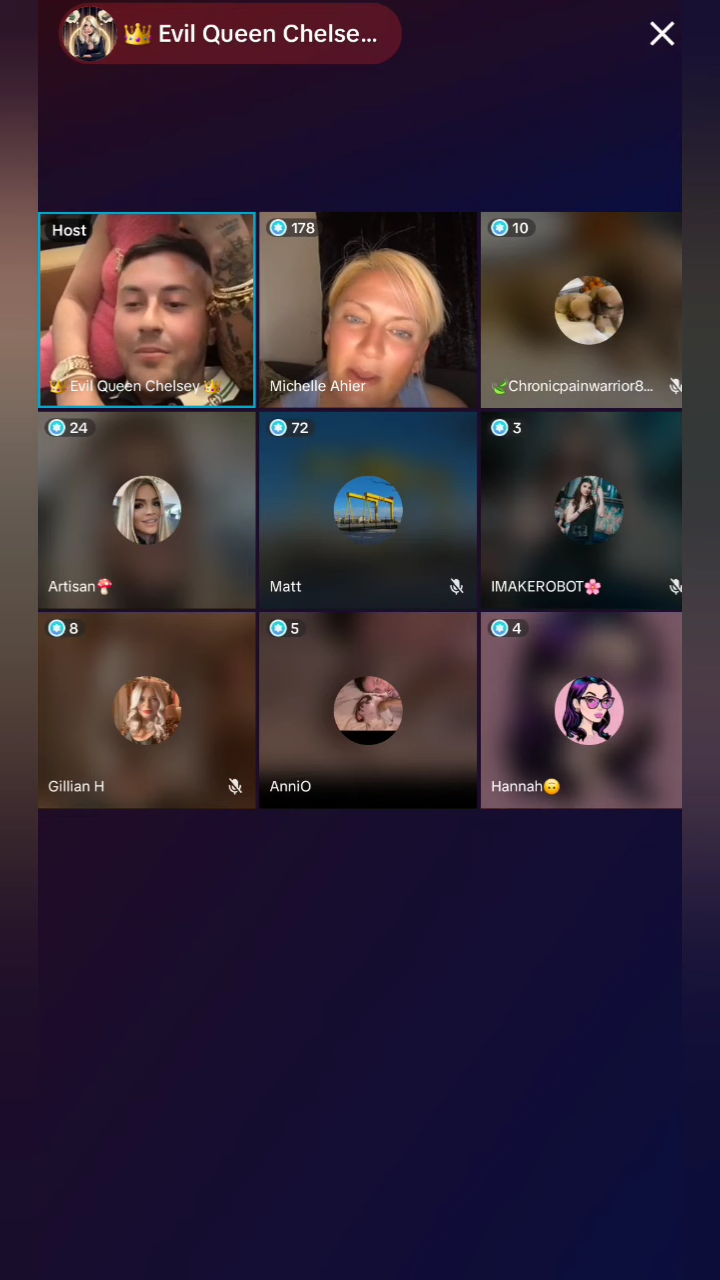 👑 Evil Queen Chelse...
Host
👑 Evil Queen Chelsey 👑
178
Michelle Ahier
10
🌿Chronicpainwarrior8...
24
Artisan🍄
72
Matt
3
IMAKEROBOT🌸
8
Gillian H
5
AnniO
4
Hannah🙃